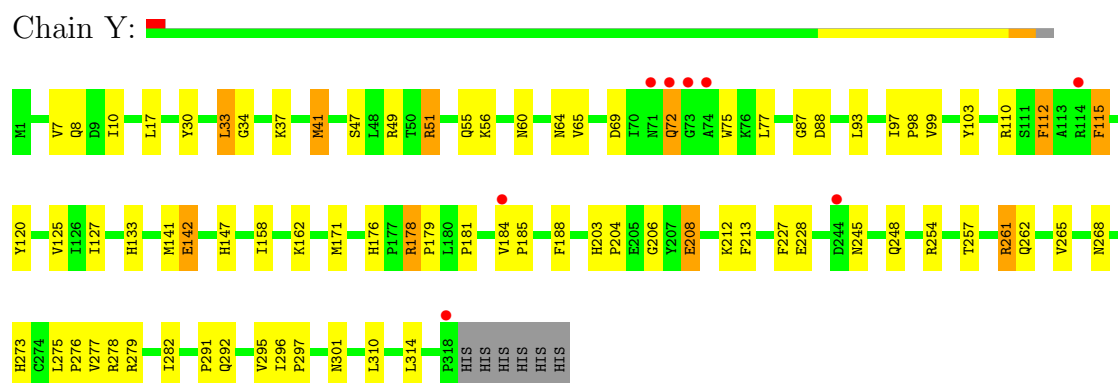 Chain Y:
M1 V7 Q8 D9 I10 L17 Y30 L33 G34 K37 M41 S47 L48 R49 T50 R51 Q55 K56 N60 N64 V65 D69 I70 N71 Q72 G73 A74 W75 K76 L77 G87 D88 L93 I97 P98 V99 Y103 R110 S111 F112 A113 R114 F115
Y120 V125 I126 I127 H133 M141 E142 H147 I158 K162 M171 H176 P177 R178 P179 L180 P181 V184 P185 F188 H203 P204 E205 G206 Y207 E208 K212 F213 F227 E228 D244 N245 Q248 R254 T257 R261 Q262 V265 N268
H273 C274 L275 P276 V277 R278 R279 I282 P291 Q292 V295 I296 P297 N301 L310 L314 P318 HIS HIS HIS HIS HIS HIS